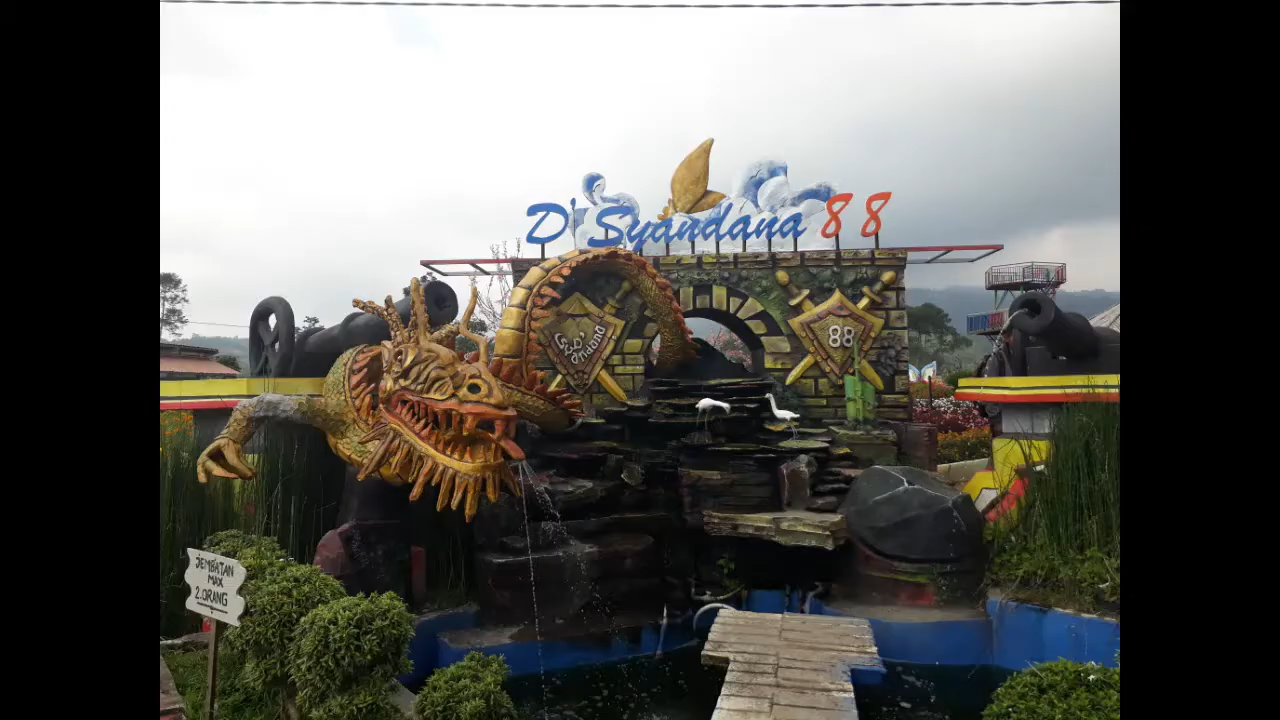 D'Syandana 88
D'
Syandana
88
JEMBATAN
MAX
2.ORANG